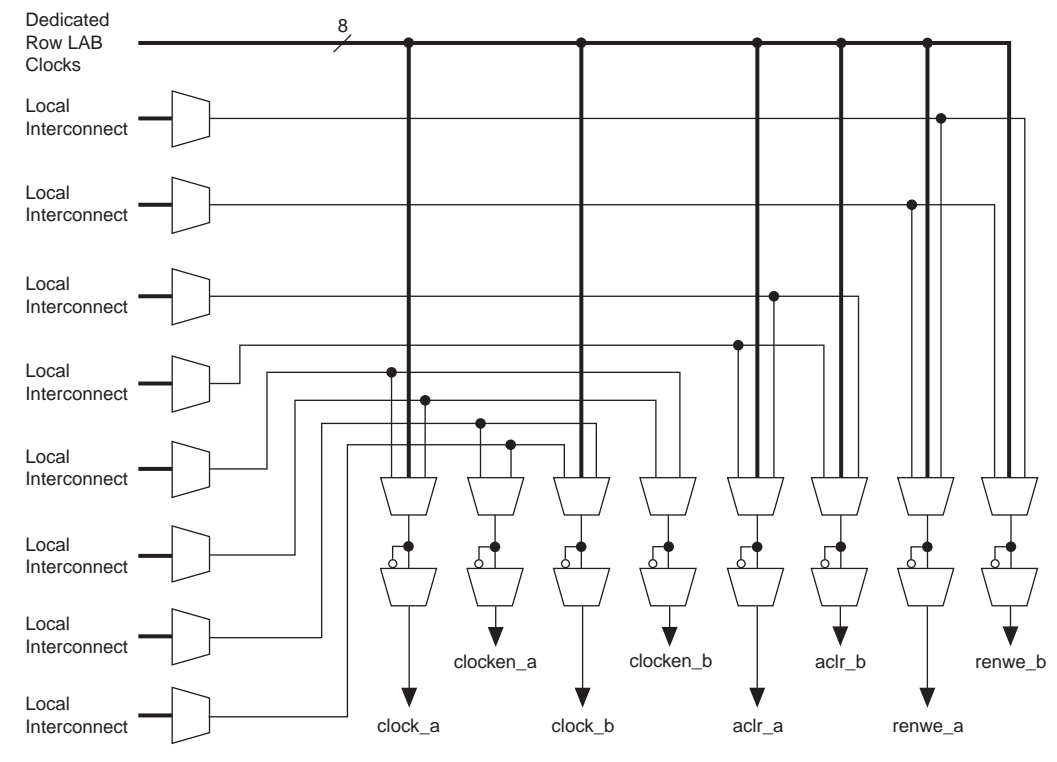 Dedicated
Row LAB
Clocks
8
Local
Interconnect
Local
Interconnect
Local
Interconnect
Local
Interconnect
Local
Interconnect
Local
Interconnect
Local
Interconnect
Local
Interconnect
clocken_a
clocken_b
aclr_b
renwe_b
clock_a
clock_b
aclr_a
renwe_a